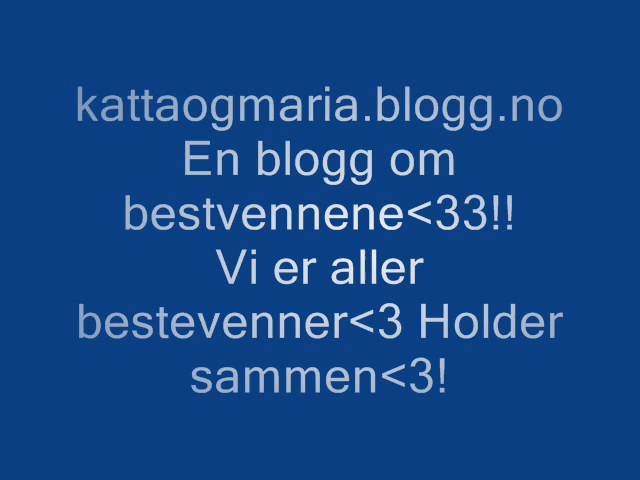 kattaogmaria.blogg.no
En blogg om
bestvennene<33!!
Vi er aller
bestevenner<3 Holder
sammen<3!